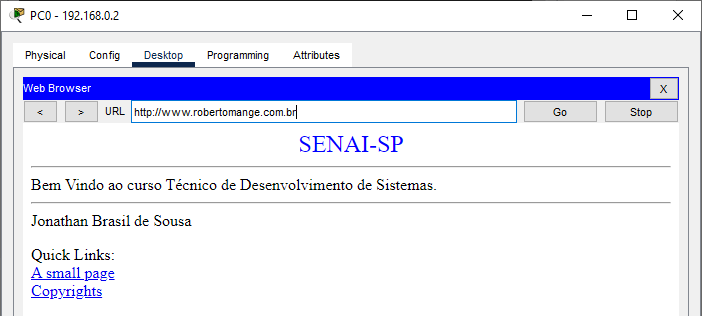 PC0 - 192.168.0.2
Physical Config Desktop Programming Attributes
Web Browser X
< > URL http://www.robertomange.com.br Go Stop
SENAI-SP
Bem Vindo ao curso Técnico de Desenvolvimento de Sistemas.
Jonathan Brasil de Sousa
Quick Links:
A small page
Copyrights